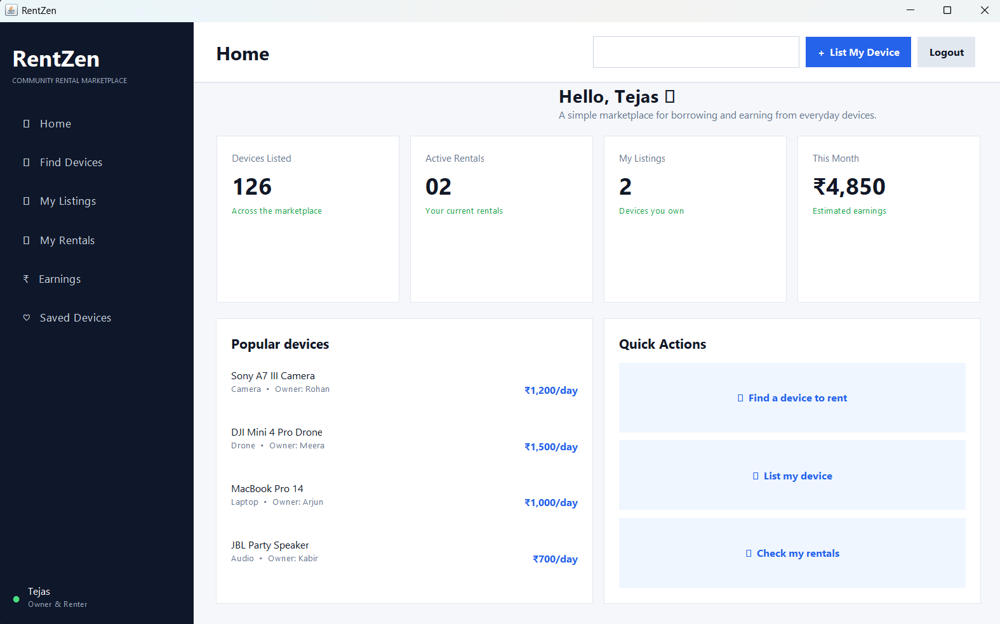 RentZen
RentZen
COMMUNITY RENTAL MARKETPLACE
Home
Find Devices
My Listings
My Rentals
₹ Earnings
♡ Saved Devices
Tejas
Owner & Renter
Home
+ List My Device
Logout
Hello, Tejas
A simple marketplace for borrowing and earning from everyday devices.
Devices Listed
126
Across the marketplace
Active Rentals
02
Your current rentals
My Listings
2
Devices you own
This Month
₹4,850
Estimated earnings
Popular devices
Sony A7 III Camera
Camera • Owner: Rohan
₹1,200/day
DJI Mini 4 Pro Drone
Drone • Owner: Meera
₹1,500/day
MacBook Pro 14
Laptop • Owner: Arjun
₹1,000/day
JBL Party Speaker
Audio • Owner: Kabir
₹700/day
Quick Actions
Find a device to rent
List my device
Check my rentals